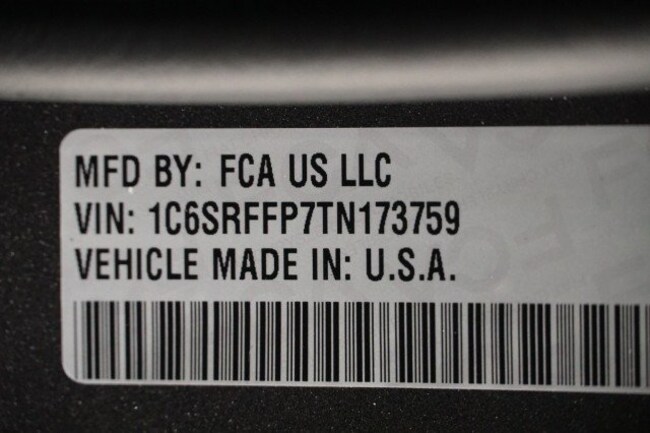 MFD BY: FCA US LLC
VIN: 1C6SRFFP7TN173759
VEHICLE MADE IN: U.S.A.